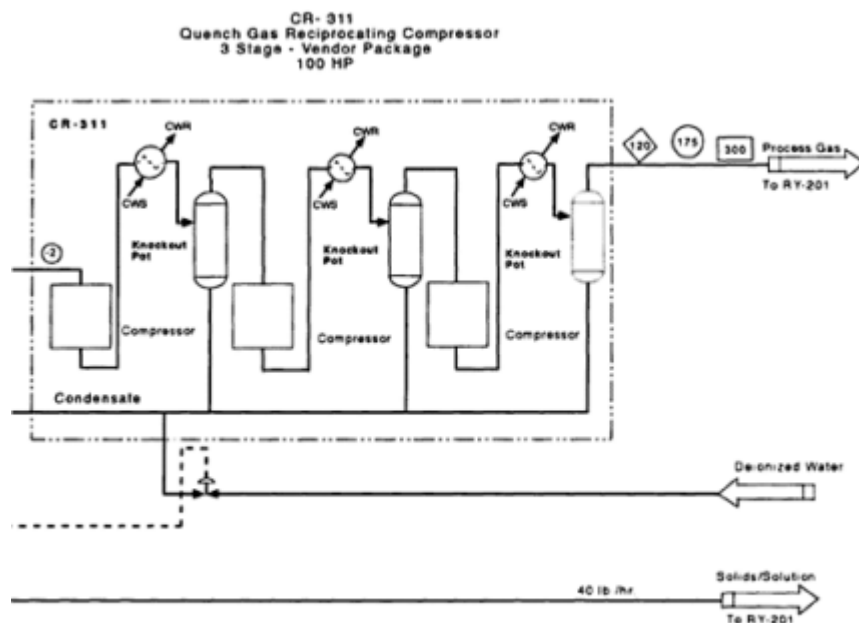 CR- 311
Quench Gas Reciprocating Compressor
3 Stage - Vendor Package
100 HP
CR-311
CWR
CWR
CWR
120
175
300
Process Gas
To RY-201
CWS
CWS
CWS
-2
Knockout
Pot
Knockout
Pot
Knockout
Pot
Compressor
Compressor
Compressor
Condensate
Deionized Water
40 lb/hr
Solids/Solution
To RY-201